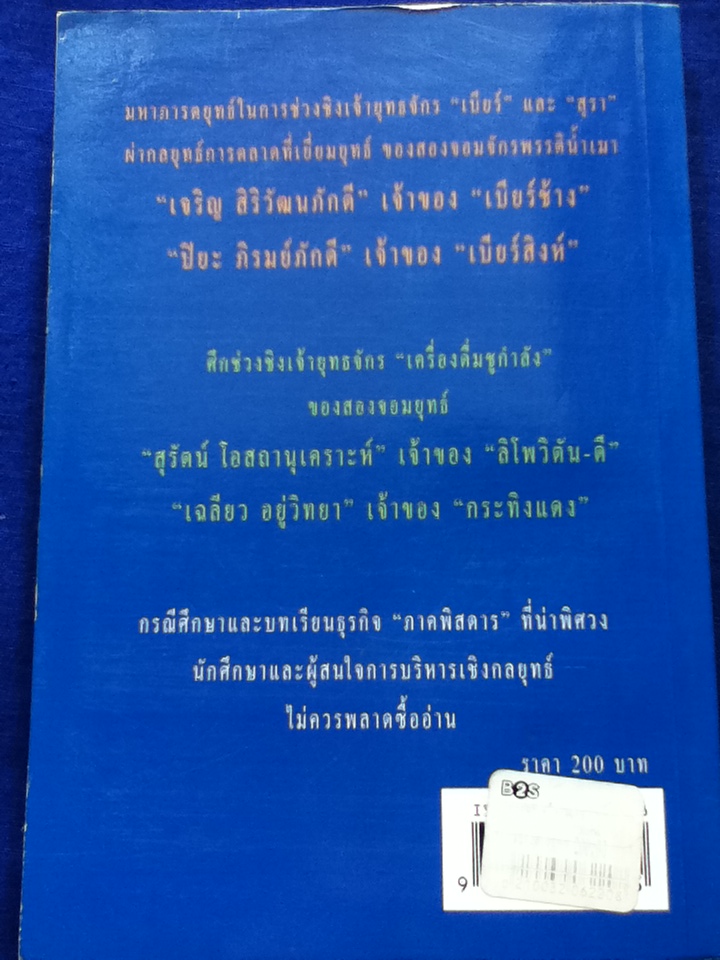 มหาภารตยุทธ์ในการช่วงชิงเจ้ายุทธจักร “เบียร์” และ “สุรา”
ผ่ากลยุทธ์การตลาดที่เยี่ยมยุทธ์ ของสองจอมจักรพรรดิน้ำเมา
“เจริญ สิริวัฒนภักดี” เจ้าของ “เบียร์ช้าง”
“ปิยะ ภิรมย์ภักดี” เจ้าของ “เบียร์สิงห์”
ศึกช่วงชิงเจ้ายุทธจักร “เครื่องดื่มชูกำลัง”
ของสองจอมยุทธ์
“สุรัตน์ โอสถานุเคราะห์” เจ้าของ “ลิโพวิตัน-ดี”
“เฉลียว อยู่วิทยา” เจ้าของ “กระทิงแดง”
กรณีศึกษาและบทเรียนธุรกิจ “ภาคพิสดาร” ที่น่าพิศวง
นักศึกษาและผู้สนใจการบริหารเชิงกลยุทธ์
ไม่ควรพลาดซื้ออ่าน
ราคา 200 บาท
B2S
9